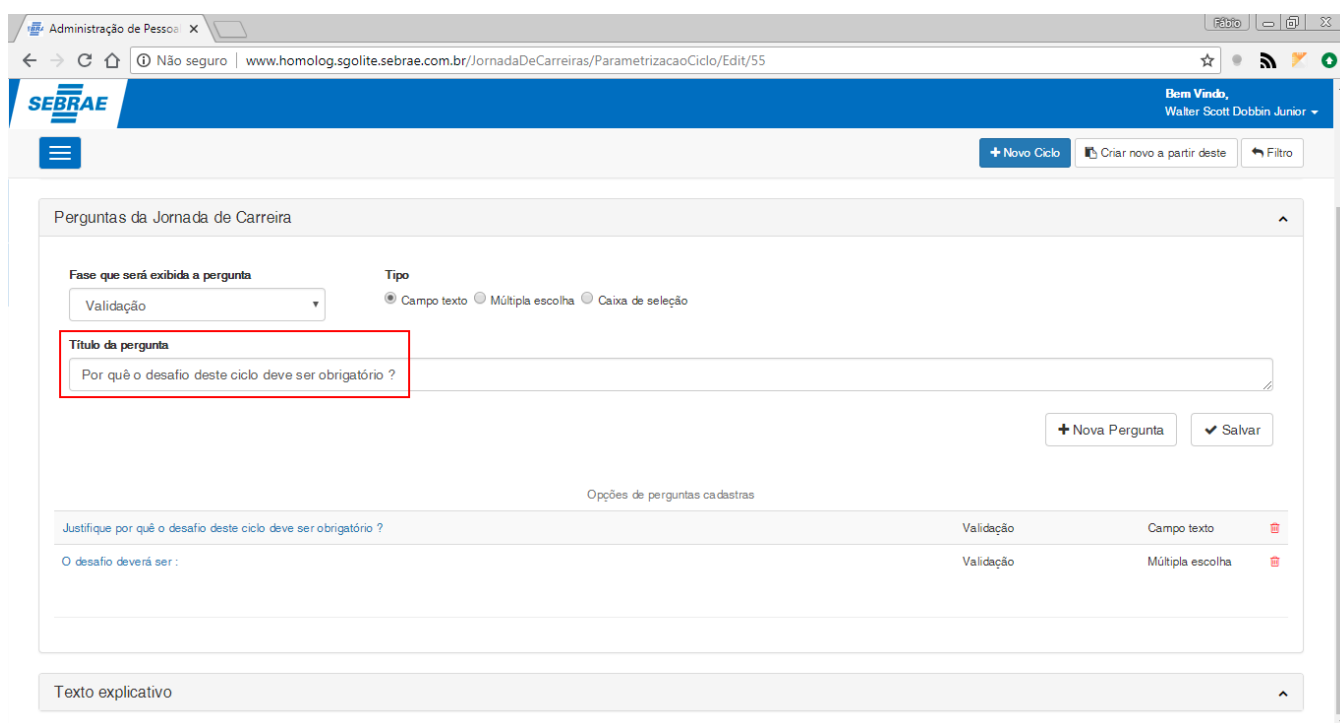 Administração de Pessoa
Fábio
Não seguro | www.homolog.sgolite.sebrae.com.br/JornadaDeCarreiras/ParametrizacaoCiclo/Edit/55
SEBRAE
Bem Vindo,
Walter Scott Dobbin Junior
Novo Ciclo Criar novo a partir deste Filtro
Perguntas da Jornada de Carreira
Fase que será exibida a pergunta Tipo
Validação Campo texto Múltipla escolha Caixa de seleção
Título da pergunta
Por quê o desafio deste ciclo deve ser obrigatório ?
Nova Pergunta Salvar
Opções de perguntas cadastras
Justifique por quê o desafio deste ciclo deve ser obrigatório ? Validação Campo texto
O desafio deverá ser : Validação Múltipla escolha
Texto explicativo